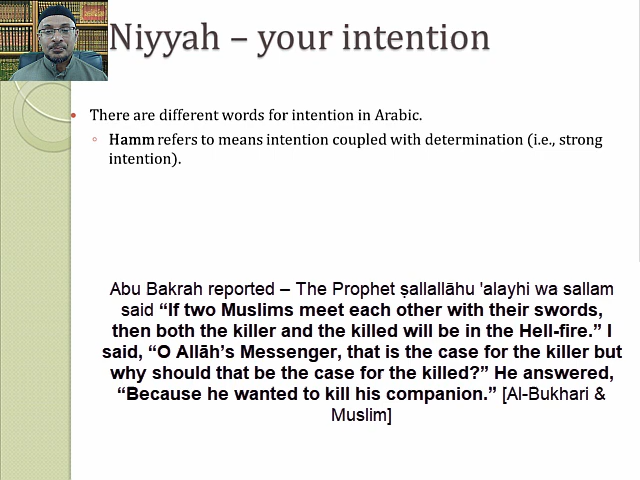 Niyyah – your intention
There are different words for intention in Arabic.
Hamm refers to means intention coupled with determination (i.e., strong
intention).
Abu Bakrah reported – The Prophet ṣallallāhu 'alayhi wa sallam
said “If two Muslims meet each other with their swords,
then both the killer and the killed will be in the Hell-fire.” I
said, “O Allāh’s Messenger, that is the case for the killer but
why should that be the case for the killed?” He answered,
“Because he wanted to kill his companion.” [Al-Bukhari &
Muslim]